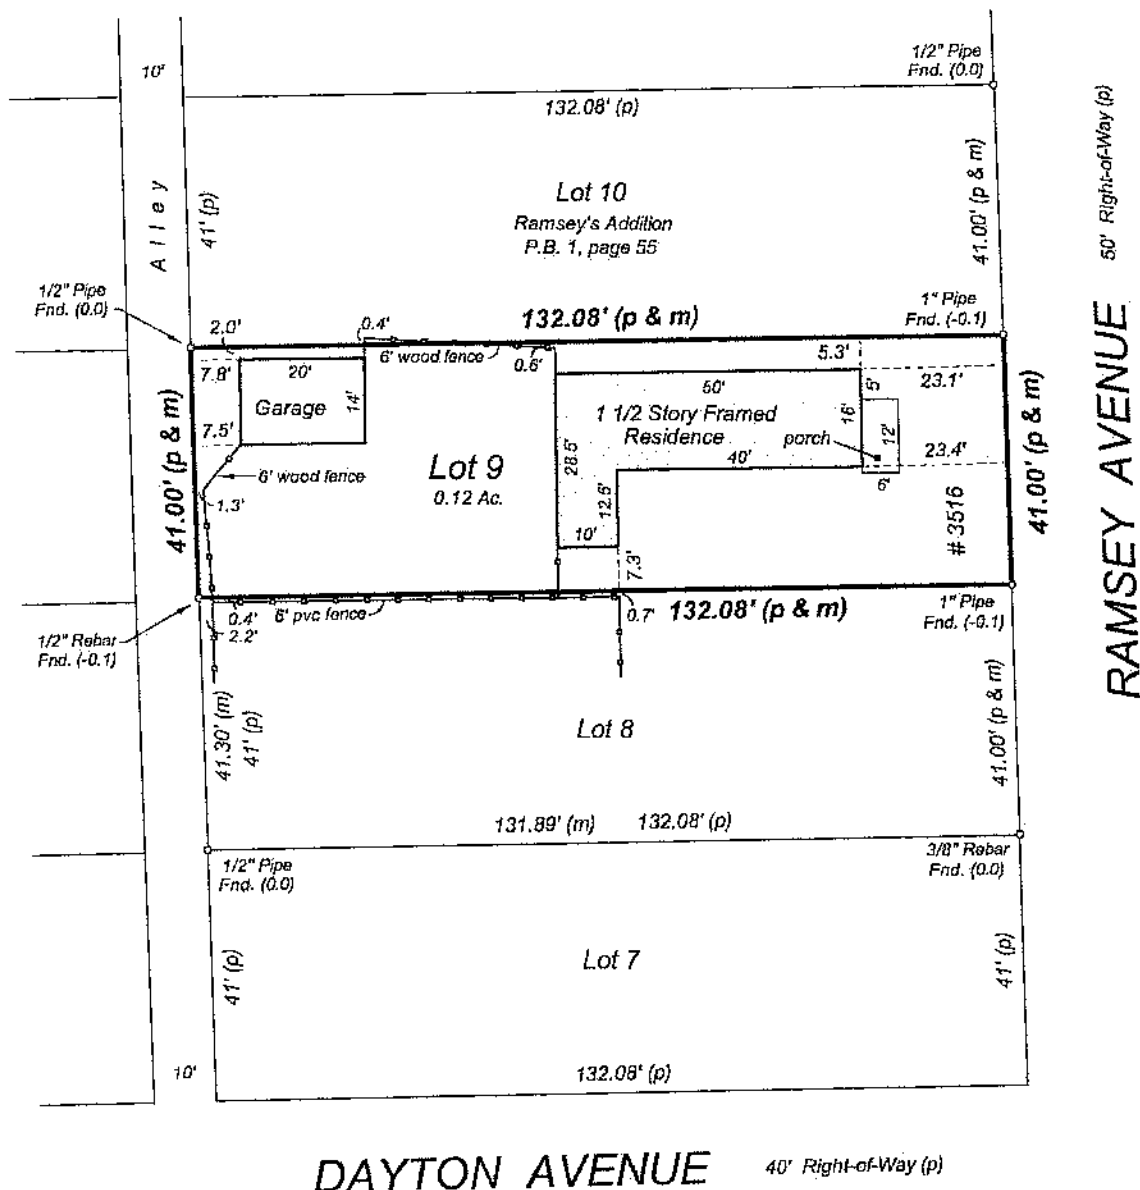 1/2" Pipe
Fnd. (0.0)
10'
132.08' (p)
50' Right-of-Way (p)
Alley
41' (p)
Lot 10
Ramsey's Addition
P.B. 1, page 55
41.00' (p & m)
1/2" Pipe
Fnd. (0.0)
1" Pipe
Fnd. (-0.1)
2.0'
0.4'
132.08' (p & m)
6' wood fence
0.6'
5.3'
7.8'
20'
50'
5'
23.1'
Garage
14'
1 1/2 Story Framed
Residence
16'
porch
12'
7.5'
41.00' (p & m)
6' wood fence
Lot 9
0.12 Ac.
28.5'
40'
23.4'
6'
41.00' (p & m)
RAMSEY AVENUE
1.3'
12.5'
10'
# 3516
7.3'
0.4'
6' pvc fence
0.7'
132.08' (p & m)
1" Pipe
Fnd. (-0.1)
2.2'
1/2" Rebar
Fnd. (-0.1)
41.30' (m)
41' (p)
Lot 8
41.00' (p & m)
131.89' (m)
132.08' (p)
1/2" Pipe
Fnd. (0.0)
3/8" Rebar
Fnd. (0.0)
41' (p)
Lot 7
41' (p)
10'
132.08' (p)
DAYTON AVENUE
40' Right-of-Way (p)